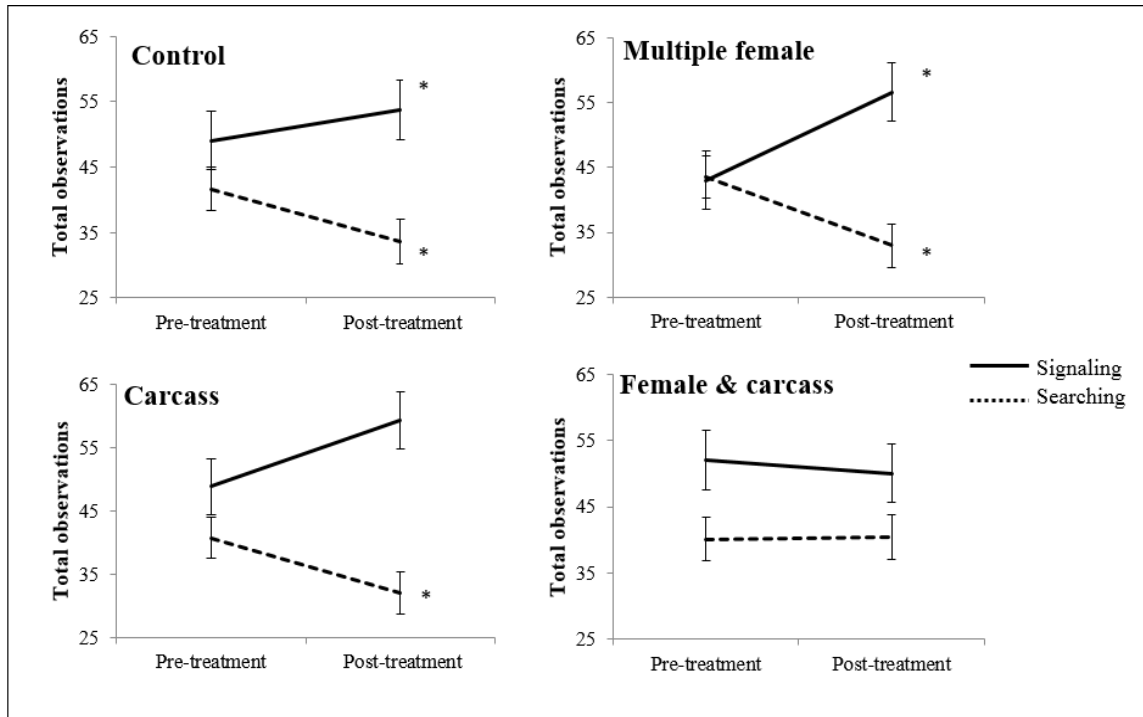 Control
Total observations
65
55
45
35
25
*
*
Pre-treatment
Post-treatment
Multiple female
Total observations
65
55
45
35
25
*
*
Pre-treatment
Post-treatment
Carcass
Total observations
65
55
45
35
25
*
Pre-treatment
Post-treatment
Female & carcass
Total observations
65
55
45
35
25
Pre-treatment
Post-treatment
Signaling
Searching